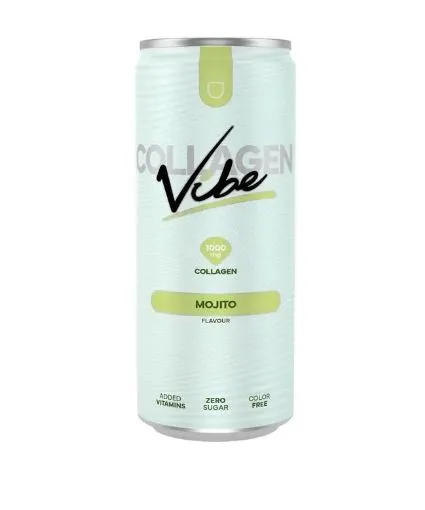 COLLAGEN
Vibe
1000
mg
COLLAGEN
MOJITO
FLAVOUR
ADDED ZERO COLOR
VITAMINS SUGAR FREE